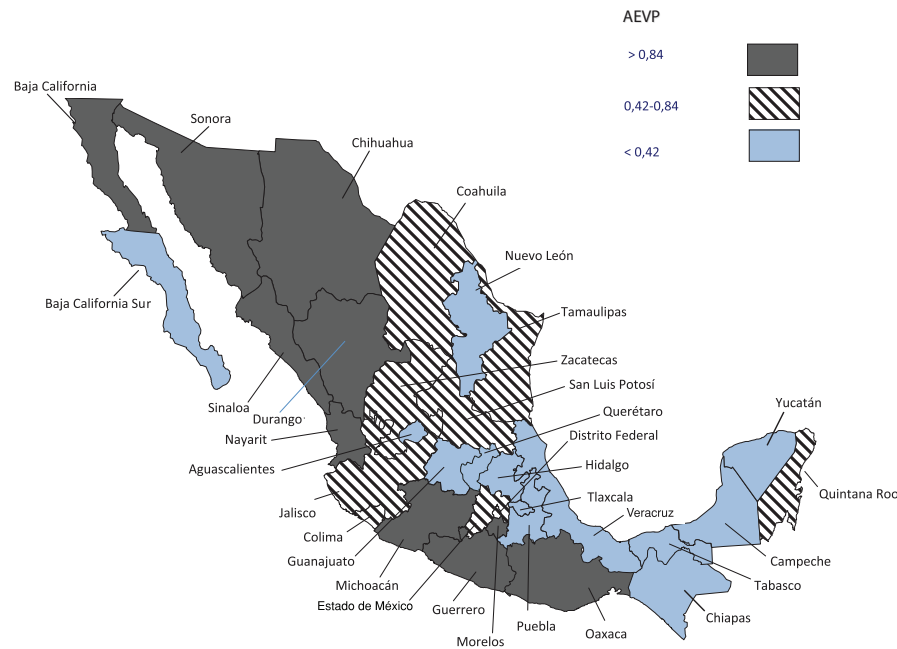 AEVP
> 0,84
0,42-0,84
< 0,42
Baja California
Sonora
Chihuahua
Coahuila
Nuevo León
Baja California Sur
Tamaulipas
Zacatecas
San Luis Potosí
Sinaloa
Durango
Querétaro
Yucatán
Nayarit
Distrito Federal
Aguascalientes
Hidalgo
Quintana Roo
Tlaxcala
Jalisco
Veracruz
Colima
Guanajuato
Campeche
Michoacán
Tabasco
Estado de México
Guerrero
Chiapas
Puebla
Oaxaca
Morelos